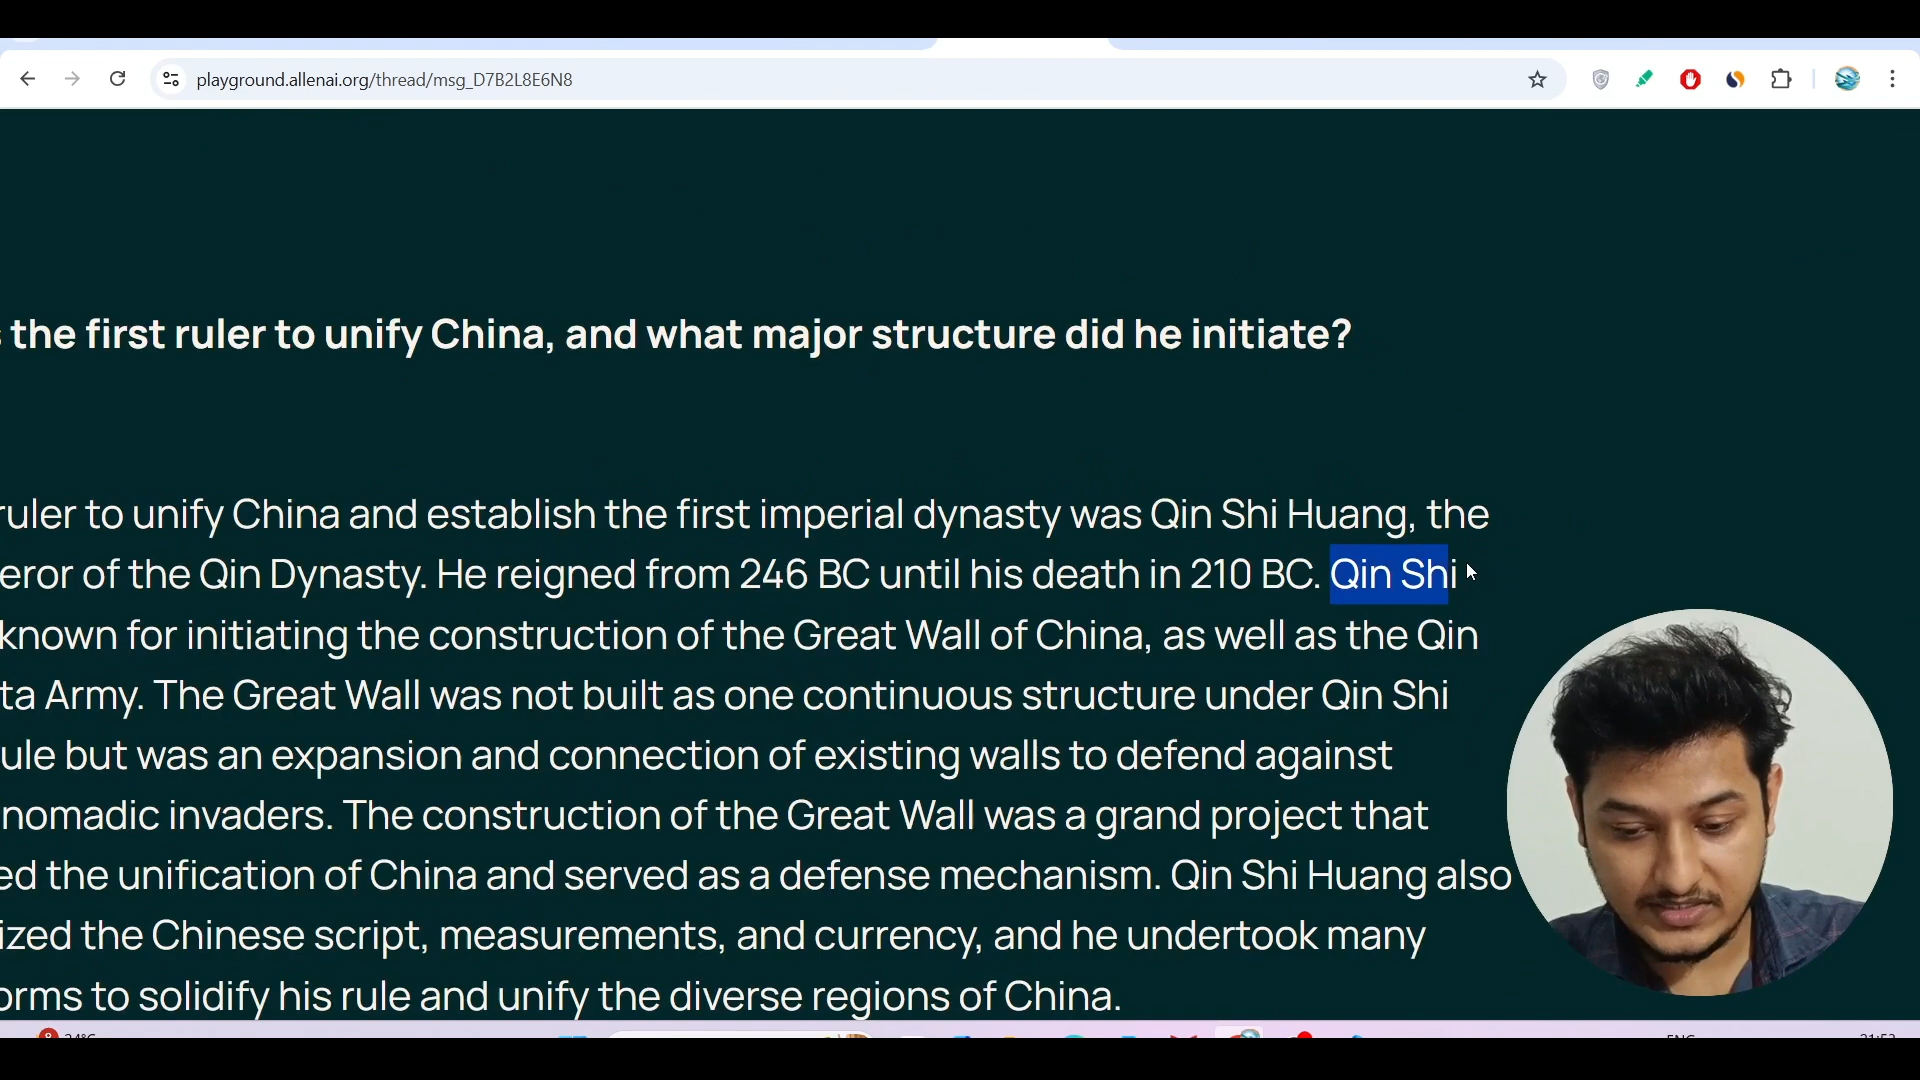 playground.allenai.org/thread/msg_D7B2L8E6N8
the first ruler to unify China, and what major structure did he initiate?
ruler to unify China and establish the first imperial dynasty was Qin Shi Huang, the
eror of the Qin Dynasty. He reigned from 246 BC until his death in 210 BC. Qin Shi
known for initiating the construction of the Great Wall of China, as well as the Qin
ta Army. The Great Wall was not built as one continuous structure under Qin Shi
ule but was an expansion and connection of existing walls to defend against
nomadic invaders. The construction of the Great Wall was a grand project that
ed the unification of China and served as a defense mechanism. Qin Shi Huang also
ized the Chinese script, measurements, and currency, and he undertook many
orms to solidify his rule and unify the diverse regions of China.